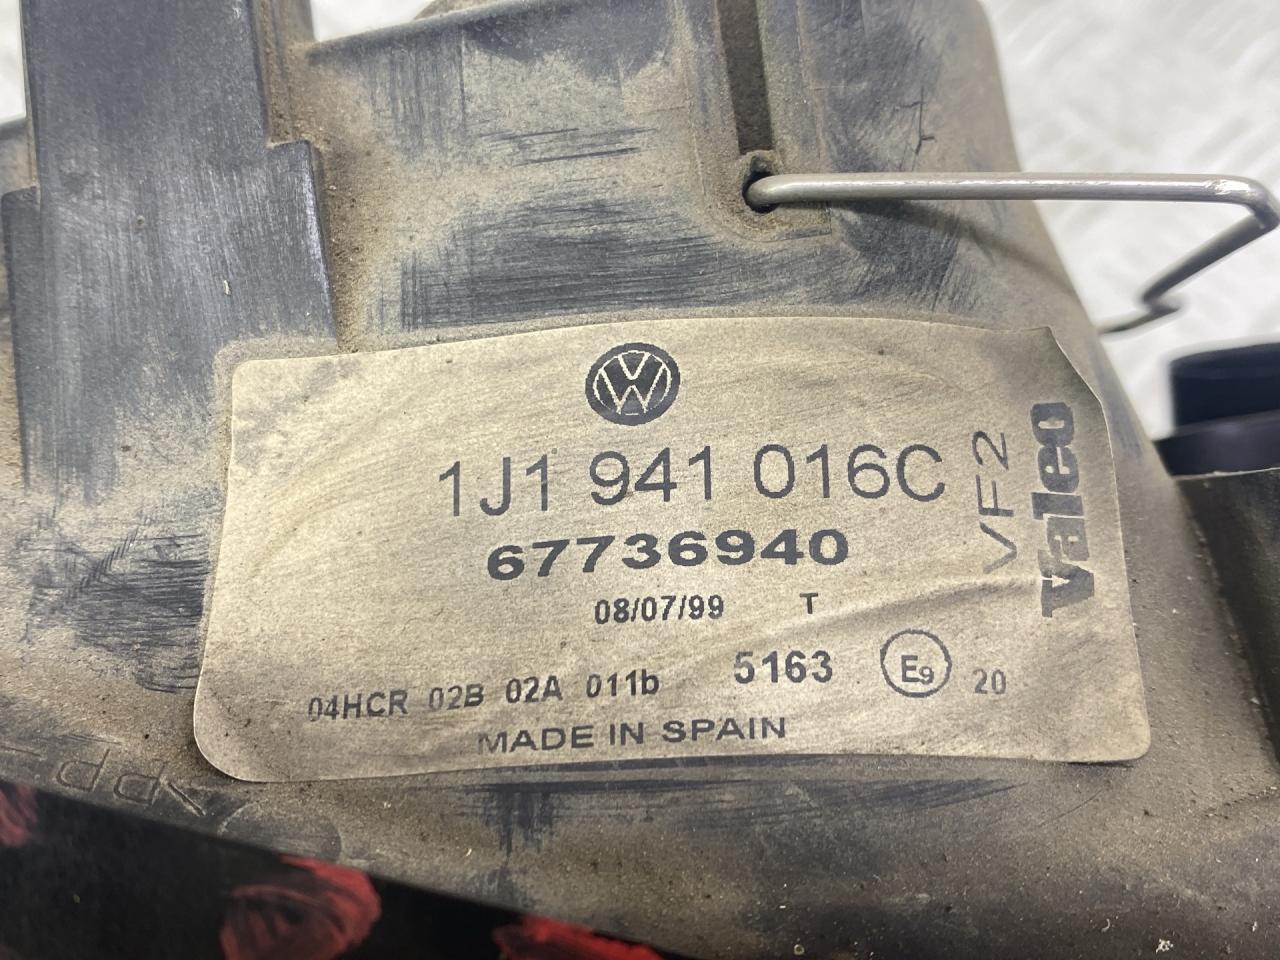 1J1 941 016C
67736940
08/07/99 T
04HCR 02B 02A 011b 5163 E9 20
MADE IN SPAIN
VF2
Valeo